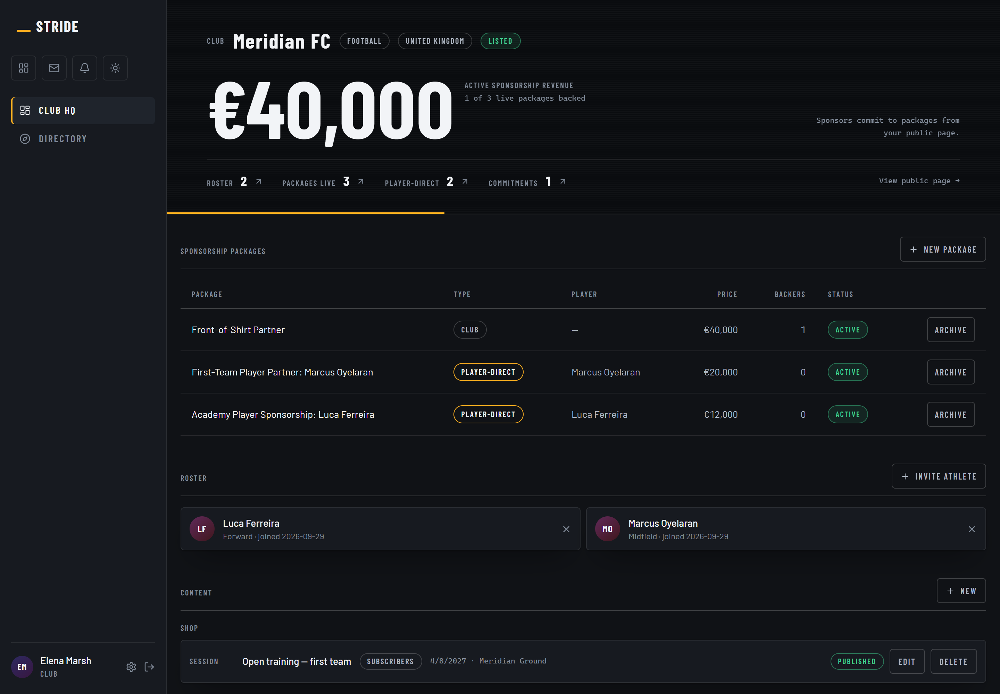 STRIDE
CLUB HQ
DIRECTORY
CLUB Meridian FC FOOTBALL UNITED KINGDOM LISTED
€40,000
ACTIVE SPONSORSHIP REVENUE
1 of 3 live packages backed
Sponsors commit to packages from
your public page.
ROSTER 2 PACKAGES LIVE 3 PLAYER-DIRECT 2 COMMITMENTS 1 View public page →
SPONSORSHIP PACKAGES + NEW PACKAGE
PACKAGE TYPE PLAYER PRICE BACKERS STATUS
Front-of-Shirt Partner CLUB — €40,000 1 ACTIVE ARCHIVE
First-Team Player Partner: Marcus Oyelaran PLAYER-DIRECT Marcus Oyelaran €20,000 0 ACTIVE ARCHIVE
Academy Player Sponsorship: Luca Ferreira PLAYER-DIRECT Luca Ferreira €12,000 0 ACTIVE ARCHIVE
ROSTER + INVITE ATHLETE
LF Luca Ferreira
Forward · joined 2026-09-29
MO Marcus Oyelaran
Midfield · joined 2026-09-29
CONTENT + NEW
SHOP
SESSION Open training — first team SUBSCRIBERS 4/8/2027 · Meridian Ground PUBLISHED EDIT DELETE
EM Elena Marsh
CLUB